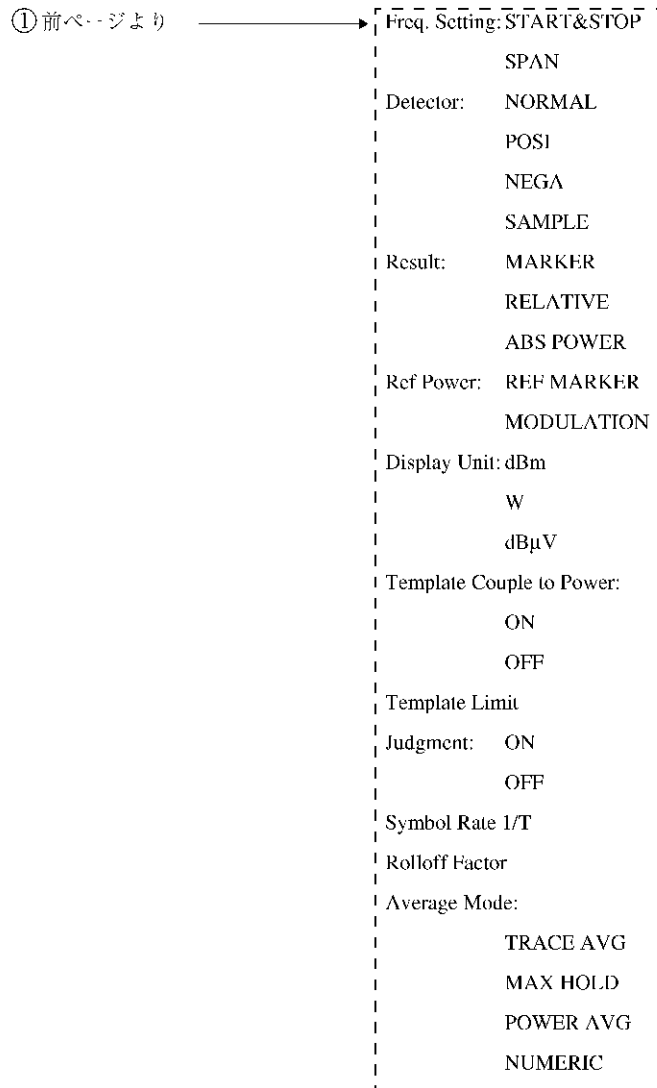 ①前ページより
Freq. Setting: START&STOP
SPAN
Detector: NORMAL
POSI
NEGA
SAMPLE
Result: MARKER
RELATIVE
ABS POWER
Ref Power: REF MARKER
MODULATION
Display Unit: dBm
W
dBμV
Template Couple to Power:
ON
OFF
Template Limit
Judgment: ON
OFF
Symbol Rate 1/T
Rolloff Factor
Average Mode:
TRACE AVG
MAX HOLD
POWER AVG
NUMERIC